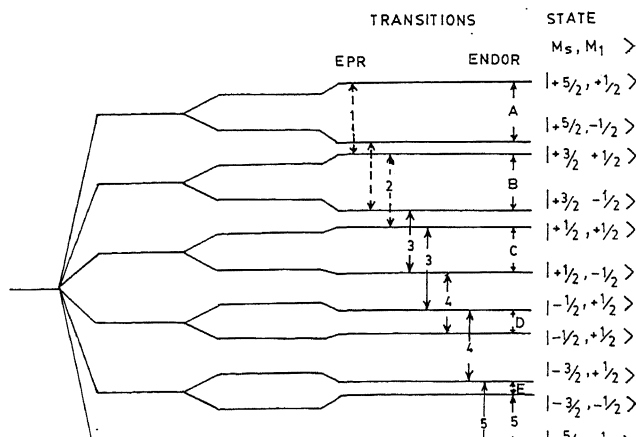 TRANSITIONS STATE
Ms, M1 >
EPR ENDOR
|+5/2, +1/2 >
1 A
|+5/2, -1/2 >
|+3/2 +1/2 >
2 B
|+3/2 -1/2 >
|+1/2, +1/2 >
3 3 C
|+1/2, -1/2 >
4
|-1/2, +1/2 >
D
|-1/2, +1/2 >
4
|-3/2, +1/2 >
E
|-3/2, -1/2 >
5 5